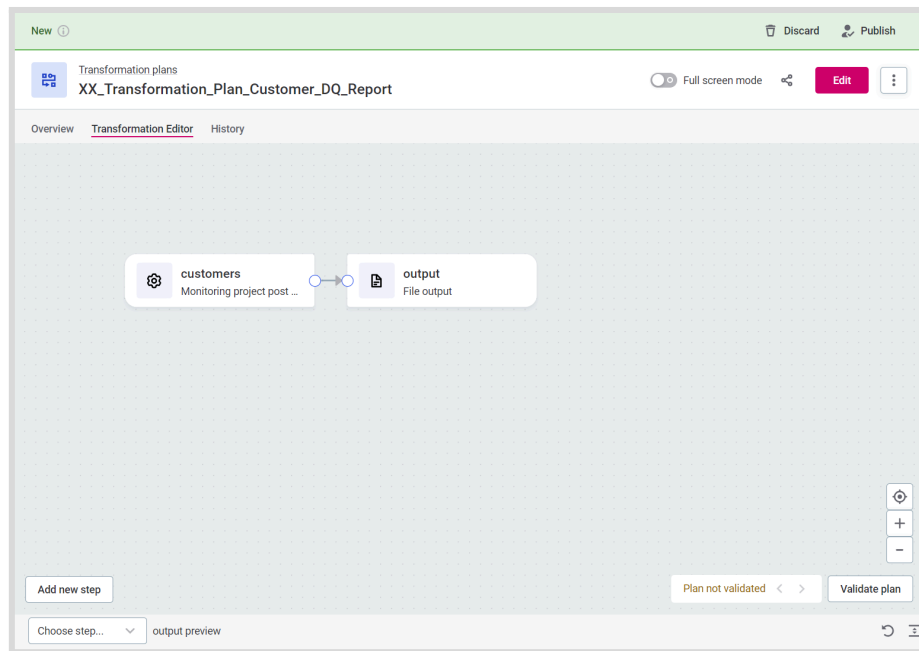 New
Discard
Publish
Transformation plans
XX_Transformation_Plan_Customer_DQ_Report
Full screen mode
Edit
Overview
Transformation Editor
History
customers
Monitoring project post ...
output
File output
Add new step
Plan not validated
Validate plan
Choose step...
output preview